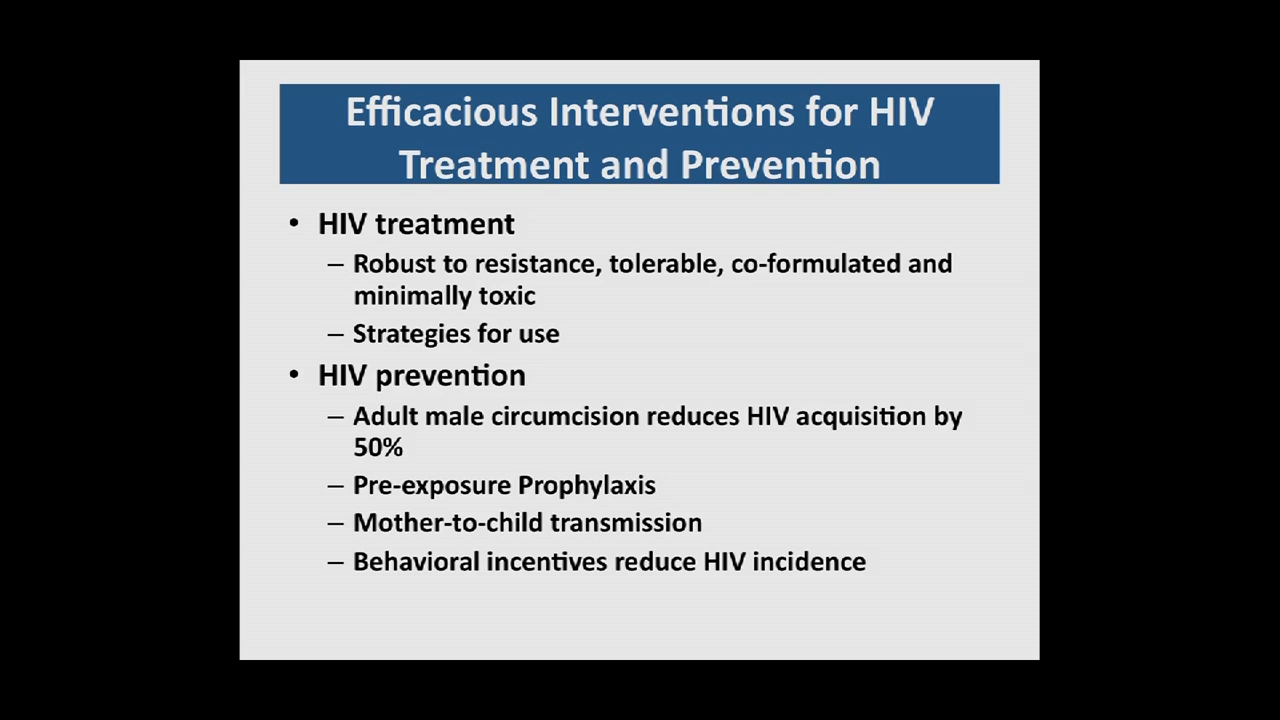 Efficacious Interventions for HIV
Treatment and Prevention
• HIV treatment
– Robust to resistance, tolerable, co-formulated and
minimally toxic
– Strategies for use
• HIV prevention
– Adult male circumcision reduces HIV acquisition by
50%
– Pre-exposure Prophylaxis
– Mother-to-child transmission
– Behavioral incentives reduce HIV incidence